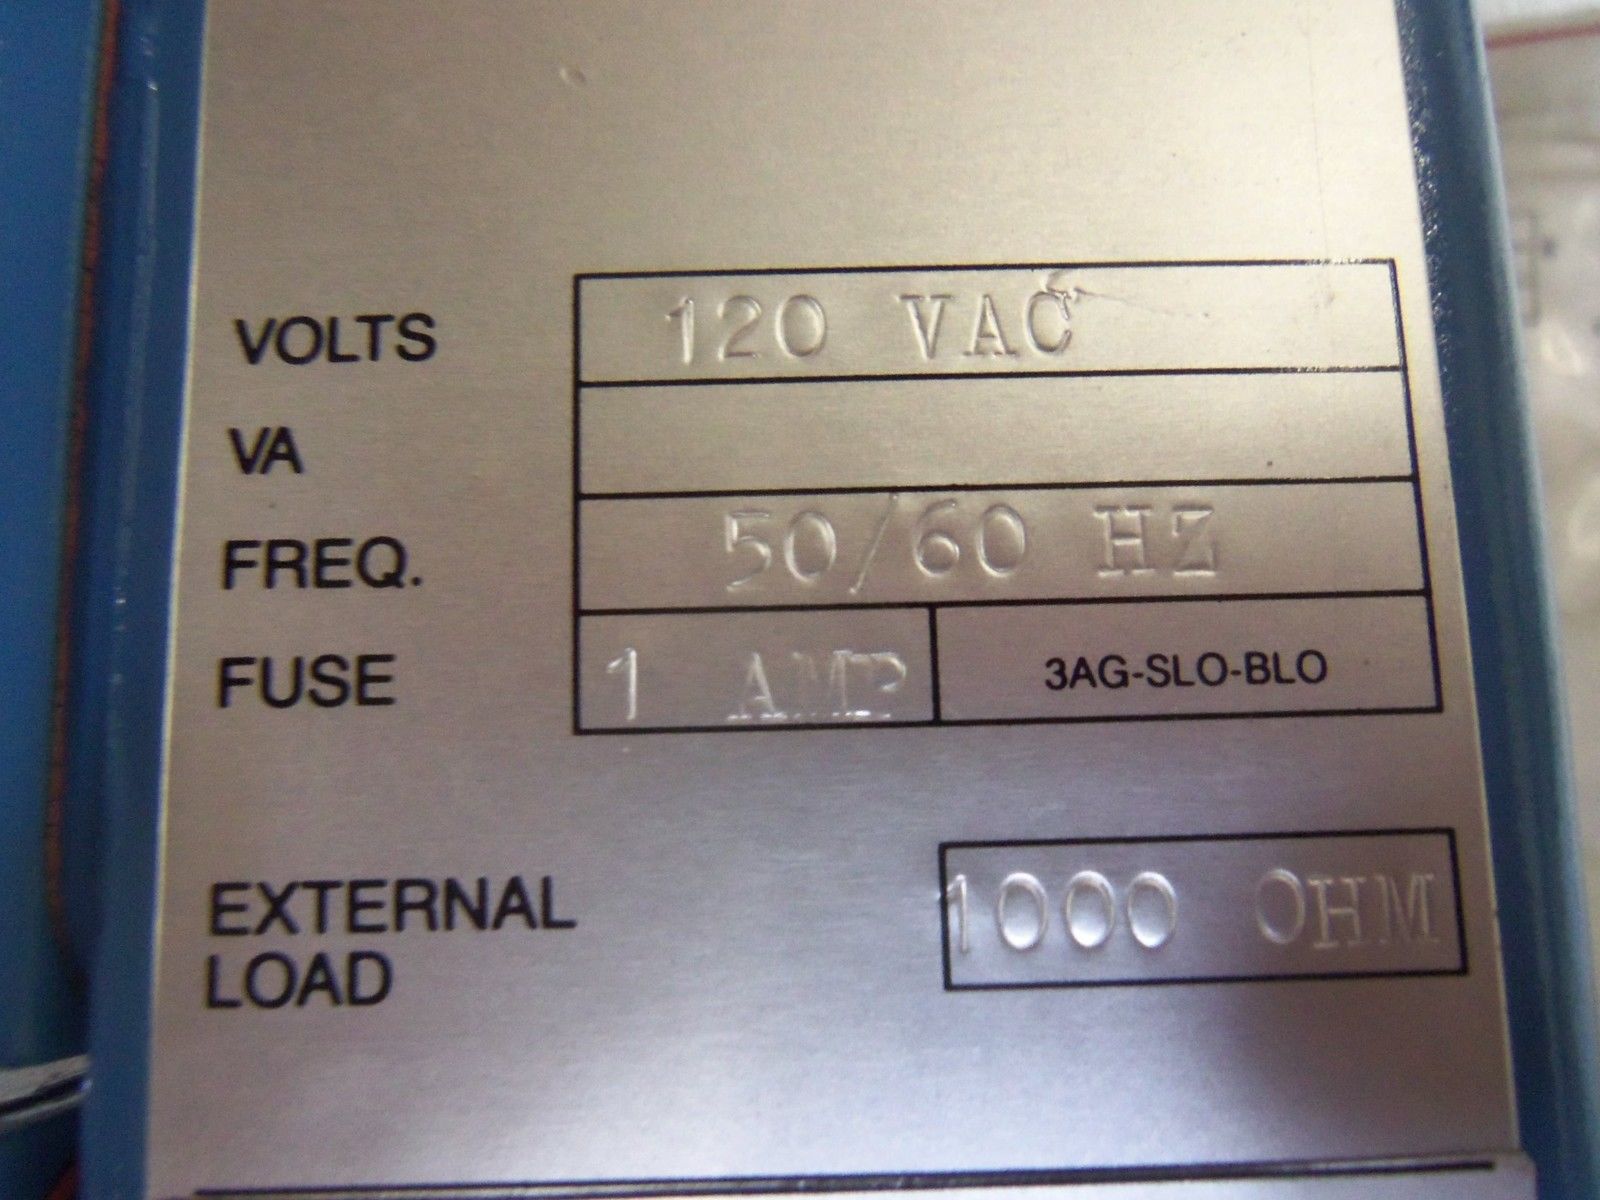 VOLTS 120 VAC
VA
FREQ. 50/60 HZ
FUSE 1 AMP 3AG-SLO-BLO
EXTERNAL
LOAD 1000 OHM